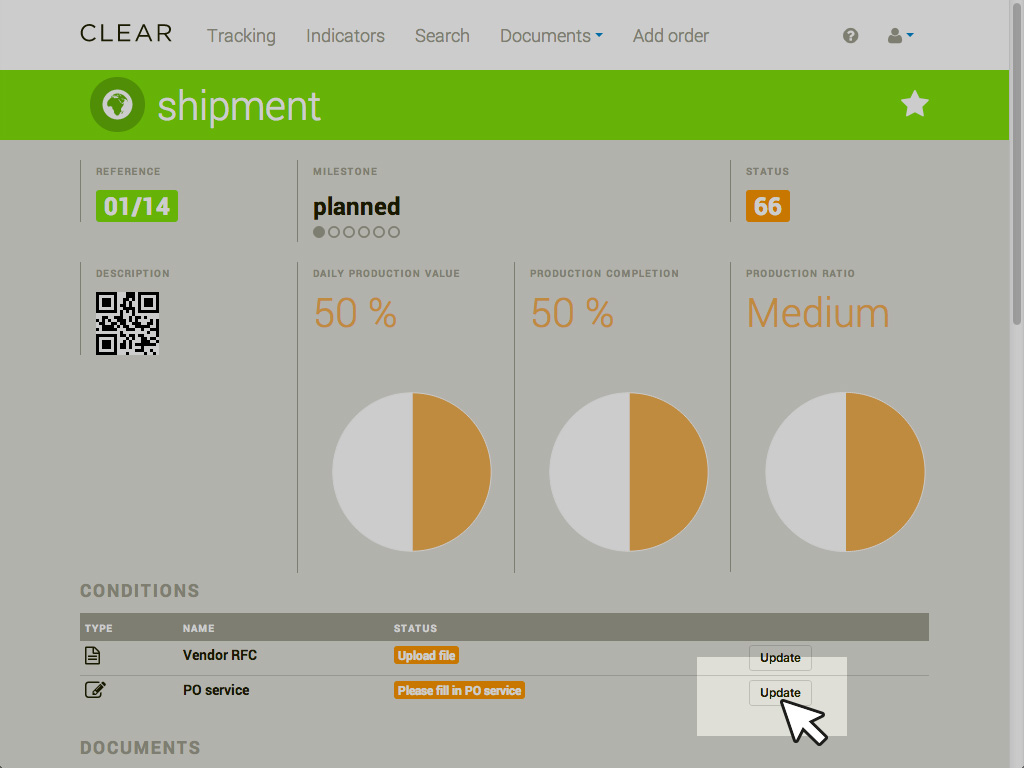 CLEAR Tracking Indicators Search Documents Add order ?
shipment
REFERENCE MILESTONE STATUS
01/14 planned 66
DESCRIPTION DAILY PRODUCTION VALUE PRODUCTION COMPLETION PRODUCTION RATIO
50 % 50 % Medium
CONDITIONS
TYPE NAME STATUS
Vendor RFC Upload file Update
PO service Please fill in PO service Update
DOCUMENTS